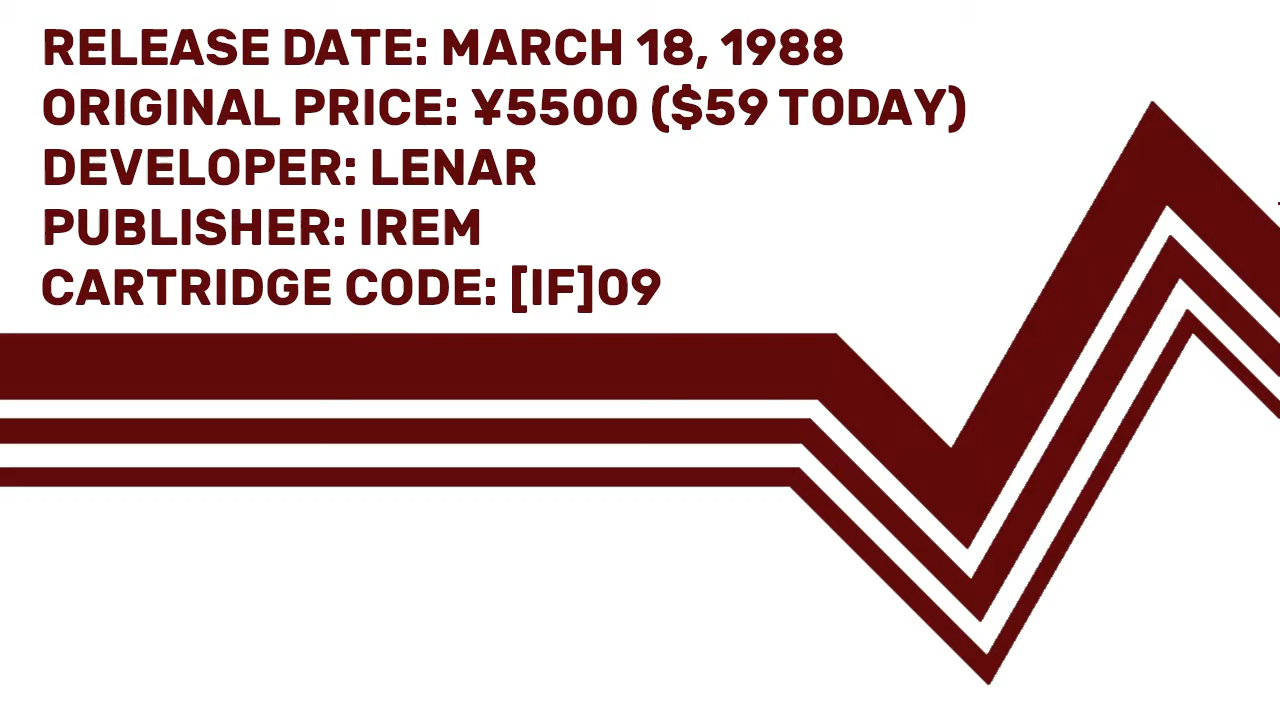 RELEASE DATE: MARCH 18, 1988
ORIGINAL PRICE: ¥5500 ($59 TODAY)
DEVELOPER: LENAR
PUBLISHER: IREM
CARTRIDGE CODE: [IF]09